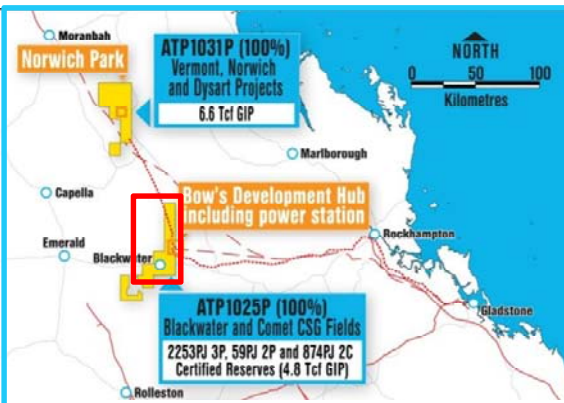 Moranbah
Norwich Park
ATP1031P (100%)
Vermont, Norwich
and Dysart Projects
6.6 Tcf GIP
NORTH
0 50 100
Kilometres
Marlborough
Capella
Bow's Development Hub
including power station
Emerald
Blackwater
Rockhampton
Gladstone
ATP1025P (100%)
Blackwater and Comet CSG Fields
2253PJ 3P, 59PJ 2P and 874PJ 2C
Certified Reserves (4.8 Tcf GIP)
Rolleston